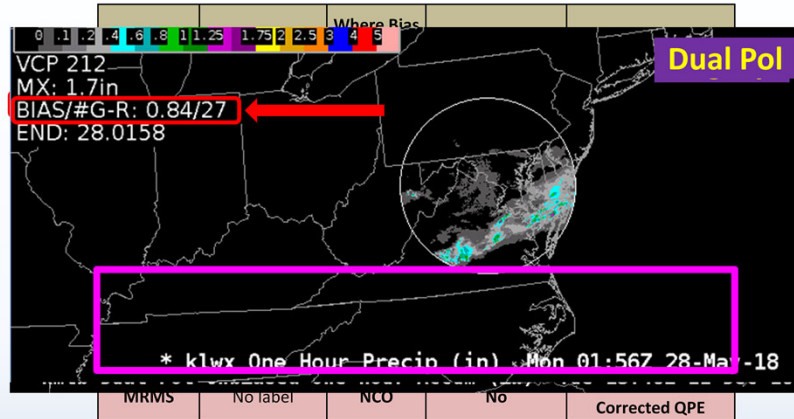 Where Bias
0 .1 .2 .4 .6 .8 1 1.25 1.75 2 2.5 3 4 5
Dual Pol
VCP 212
MX: 1.7in
BIAS/#G-R: 0.84/27
END: 28.0158
* klwx One Hour Precip (in) Mon 01:56Z 28-May-18
MRMS No label NCO No Corrected QPE